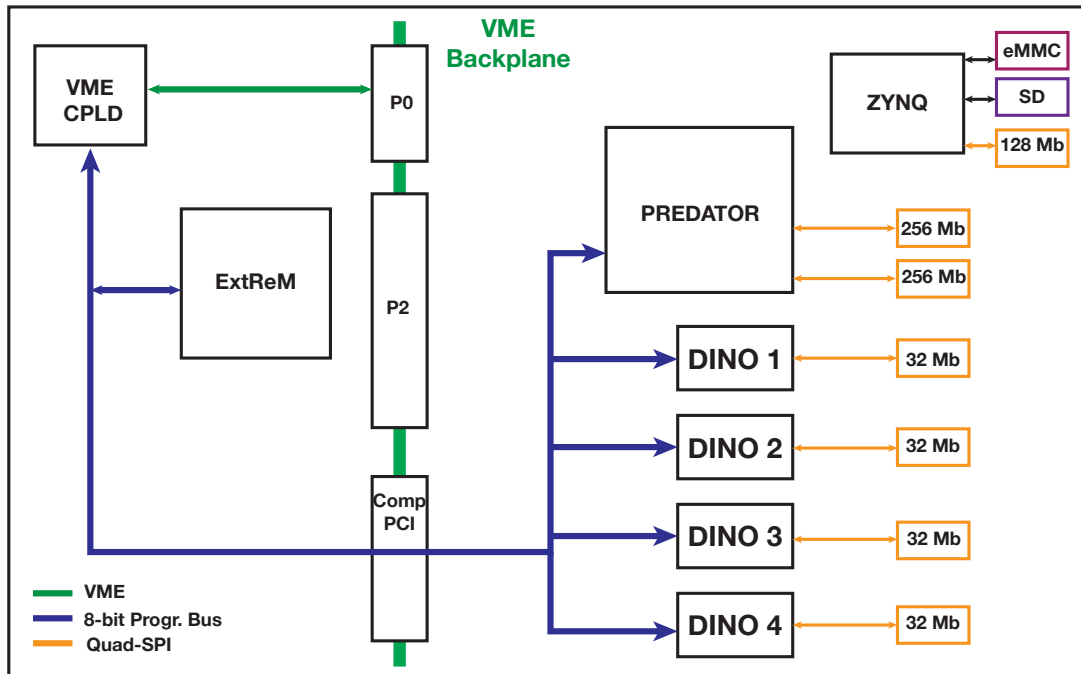 VME
Backplane
VME
CPLD
P0
ZYNQ
eMMC
SD
128 Mb
ExtReM
P2
PREDATOR
256 Mb
256 Mb
DINO 1
32 Mb
DINO 2
32 Mb
Comp
PCI
DINO 3
32 Mb
DINO 4
32 Mb
VME
8-bit Progr. Bus
Quad-SPI